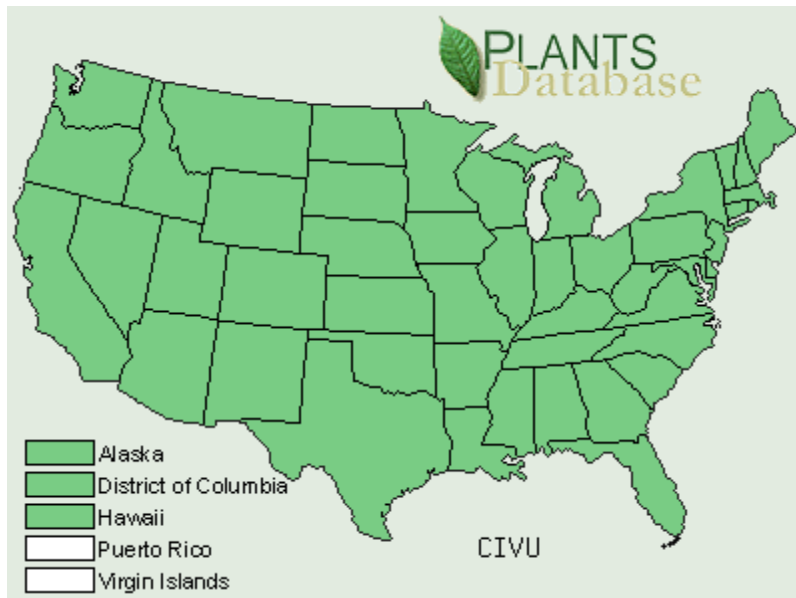 PLANTS
Database
Alaska
District of Columbia
Hawaii
Puerto Rico
Virgin Islands
CIVU